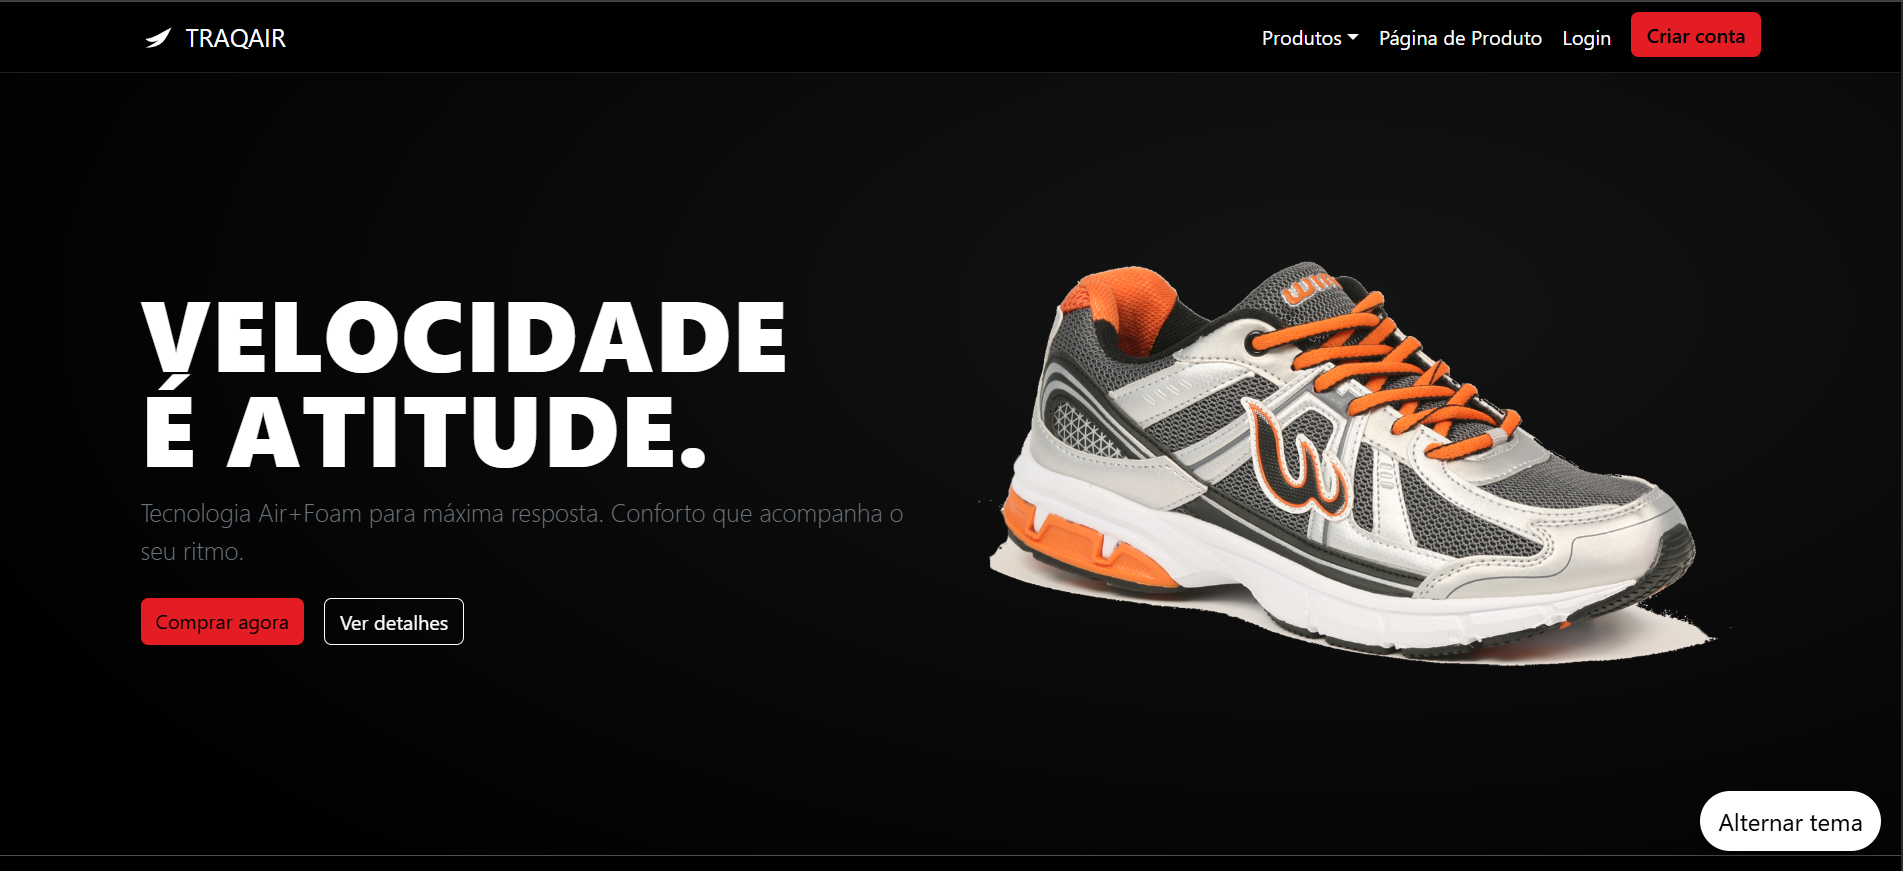 TRAQAIR
Produtos
Página de Produto
Login
Criar conta
VELOCIDADE
É ATITUDE.
Tecnologia Air+Foam para máxima resposta. Conforto que acompanha o
seu ritmo.
Comprar agora
Ver detalhes
Alternar tema